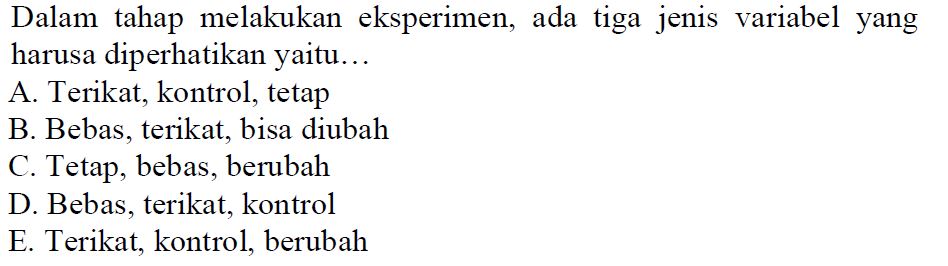 Dalam tahap melakukan eksperimen, ada tiga jenis variabel yang
harusa diperhatikan yaitu…
A. Terikat, kontrol, tetap
B. Bebas, terikat, bisa diubah
C. Tetap, bebas, berubah
D. Bebas, terikat, kontrol
E. Terikat, kontrol, berubah